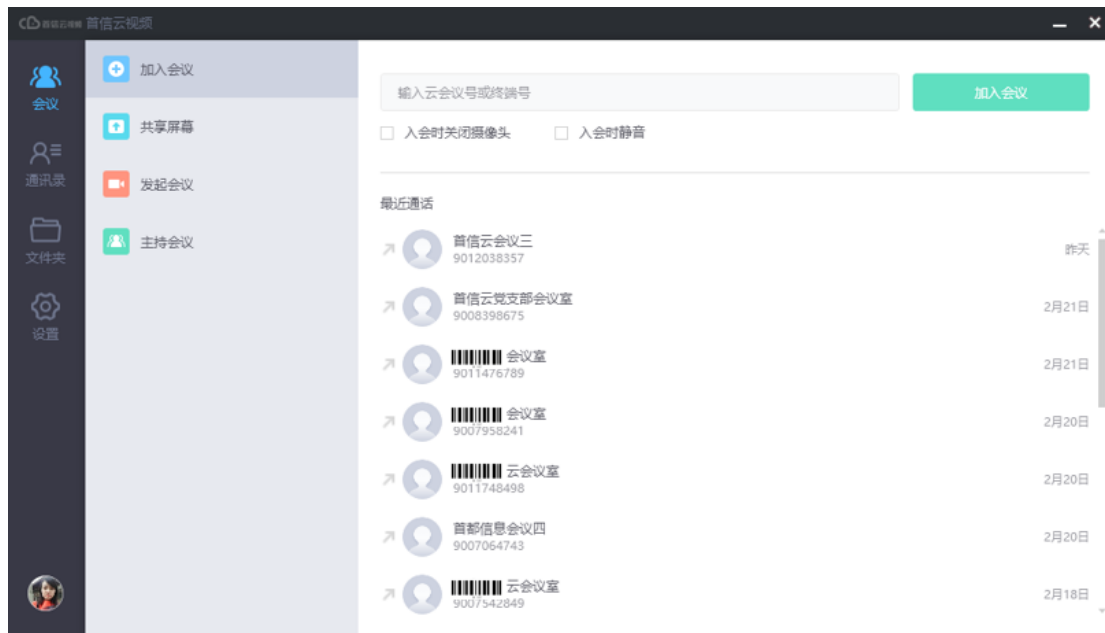 首信云视频 首信云视频
会议
通讯录
文件夹
设置
加入会议
共享屏幕
发起会议
主持会议
输入云会议号或终端号
加入会议
入会时关闭摄像头
入会时静音
最近通话
首信云会议三
9012038357
昨天
首信云党支部会议室
9008398675
2月21日
会议室
9011476789
2月21日
会议室
9007958241
2月20日
云会议室
9011748498
2月20日
首都信息会议四
9007064743
2月20日
云会议室
9007542849
2月18日